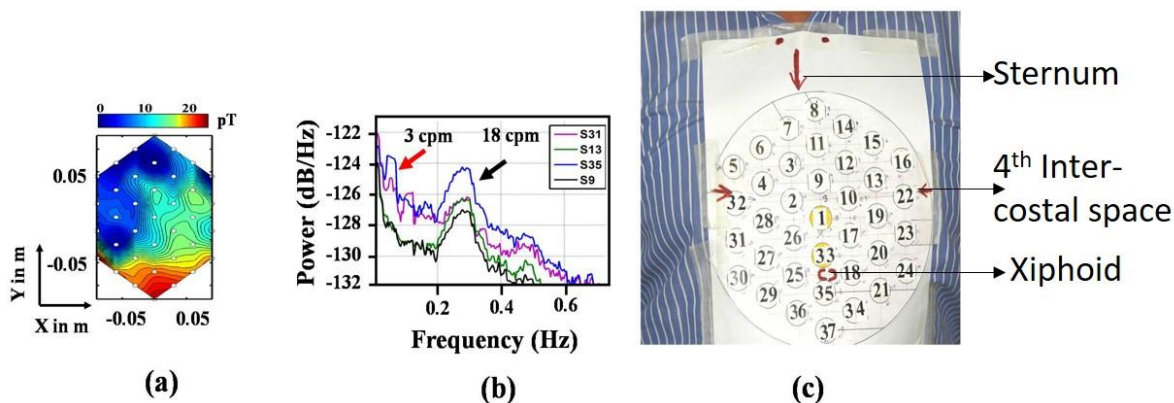 0 10 20
pT
0.05
-0.05
Y in m
X in m
-0.05 0.05
(a)
-122
-124
-126
-128
-130
-132
Power (dB/Hz)
3 cpm
18 cpm
S31
S13
S35
S9
0.2 0.4 0.6
Frequency (Hz)
(b)
8
7 14
6 11 15
5 3 12 16
4 9 13
32 2 10 22
28 1 19
31 26 17 23
27 33 20
30 25 18 24
29 35 21
36 34
37
Sternum
4th Inter-
costal space
Xiphoid
(c)